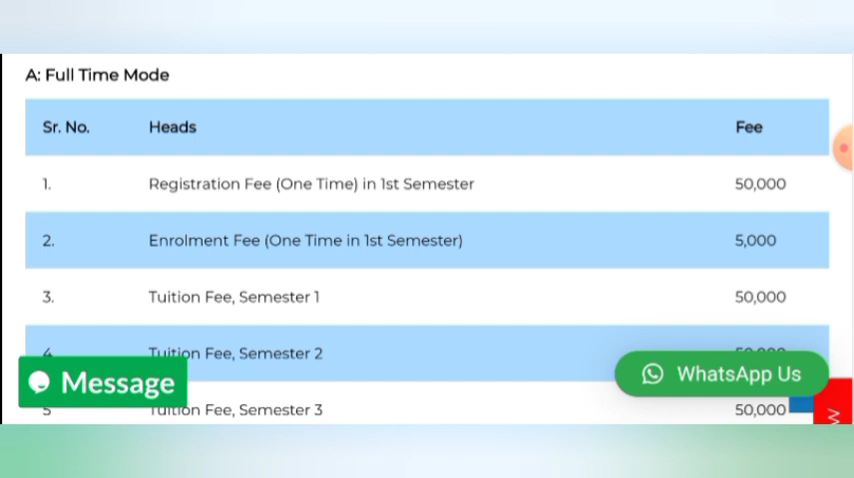 A: Full Time Mode
Sr. No. Heads Fee
1. Registration Fee (One Time) in 1st Semester 50,000
2. Enrolment Fee (One Time in 1st Semester) 5,000
3. Tuition Fee, Semester 1 50,000
Tuition Fee, Semester 2
Message
WhatsApp Us
5 Tuition Fee, Semester 3 50,000